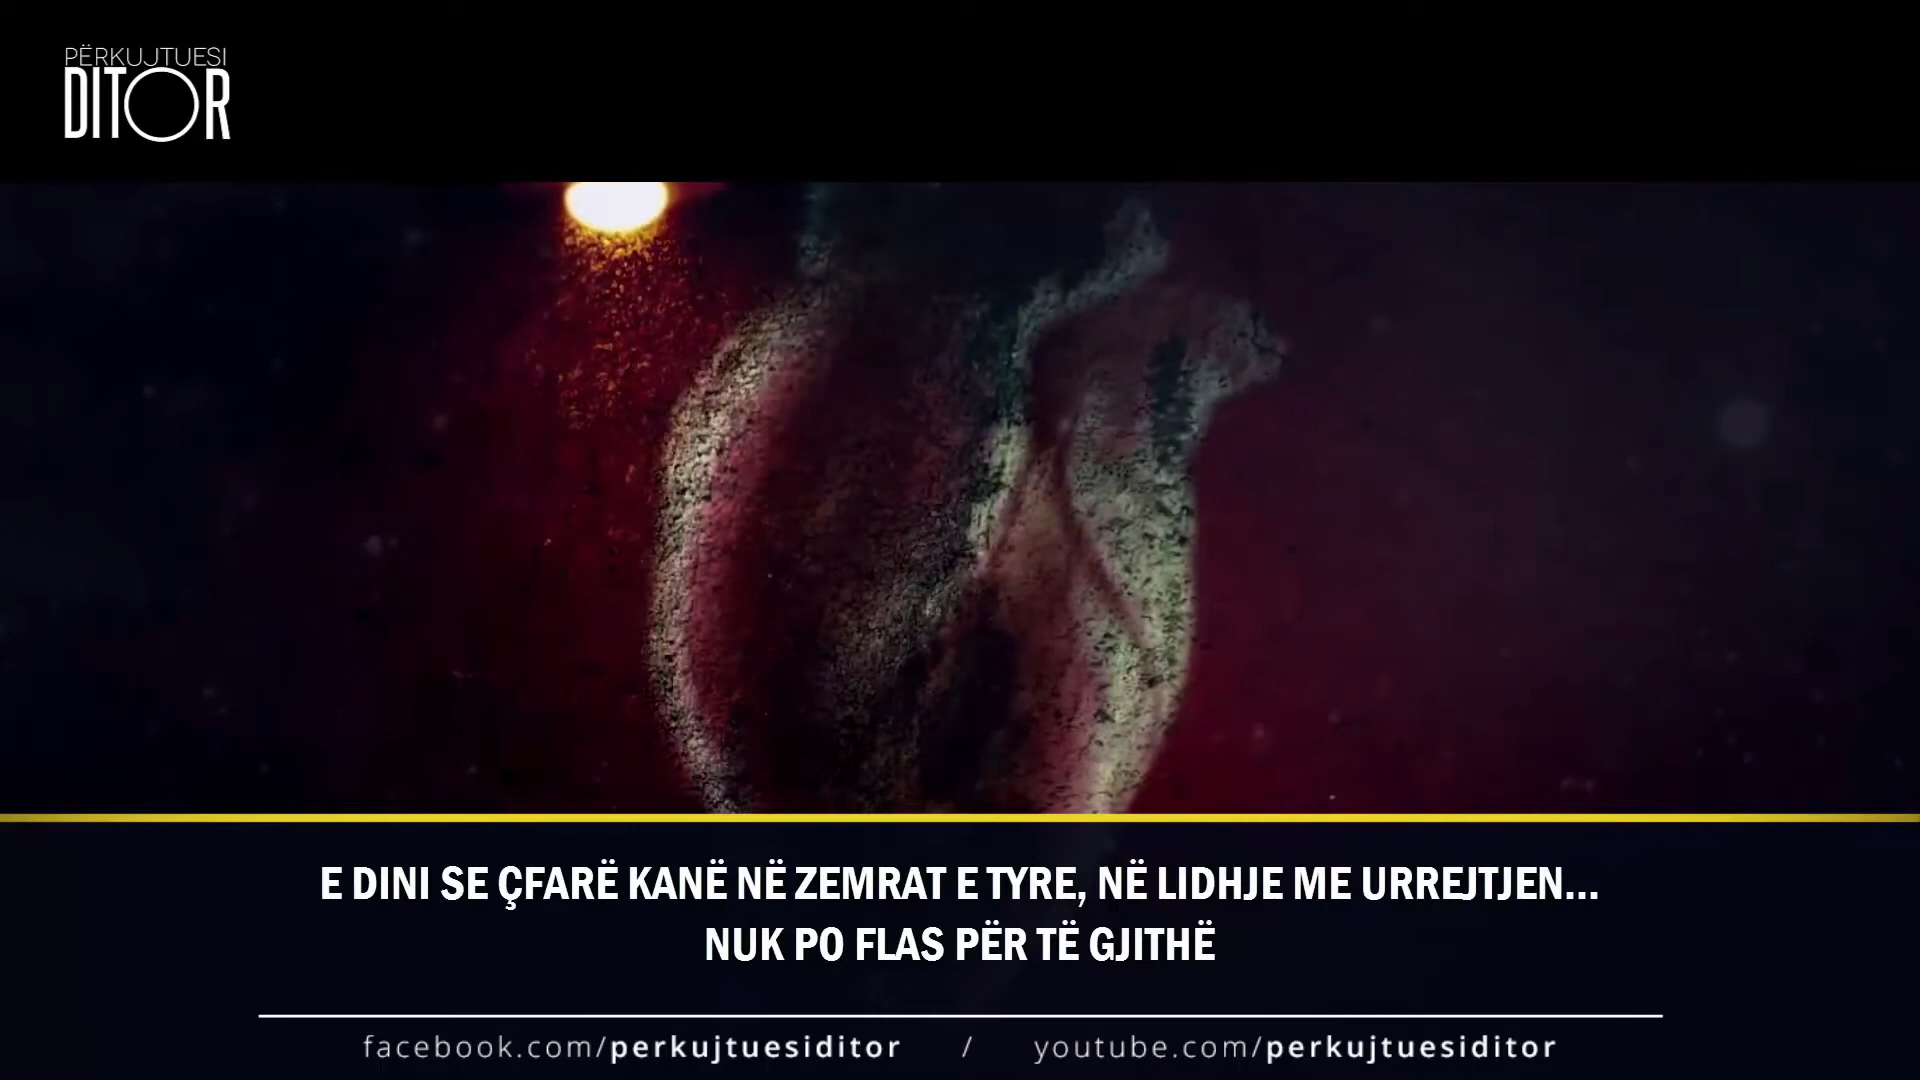 PËRKUJTUESI
DITOR
E DINI SE ÇFARË KANË NË ZEMRAT E TYRE, NË LIDHJE ME URREJTJEN...
NUK PO FLAS PËR TË GJITHË
facebook.com/perkujtuesiditor / youtube.com/perkujtuesiditor